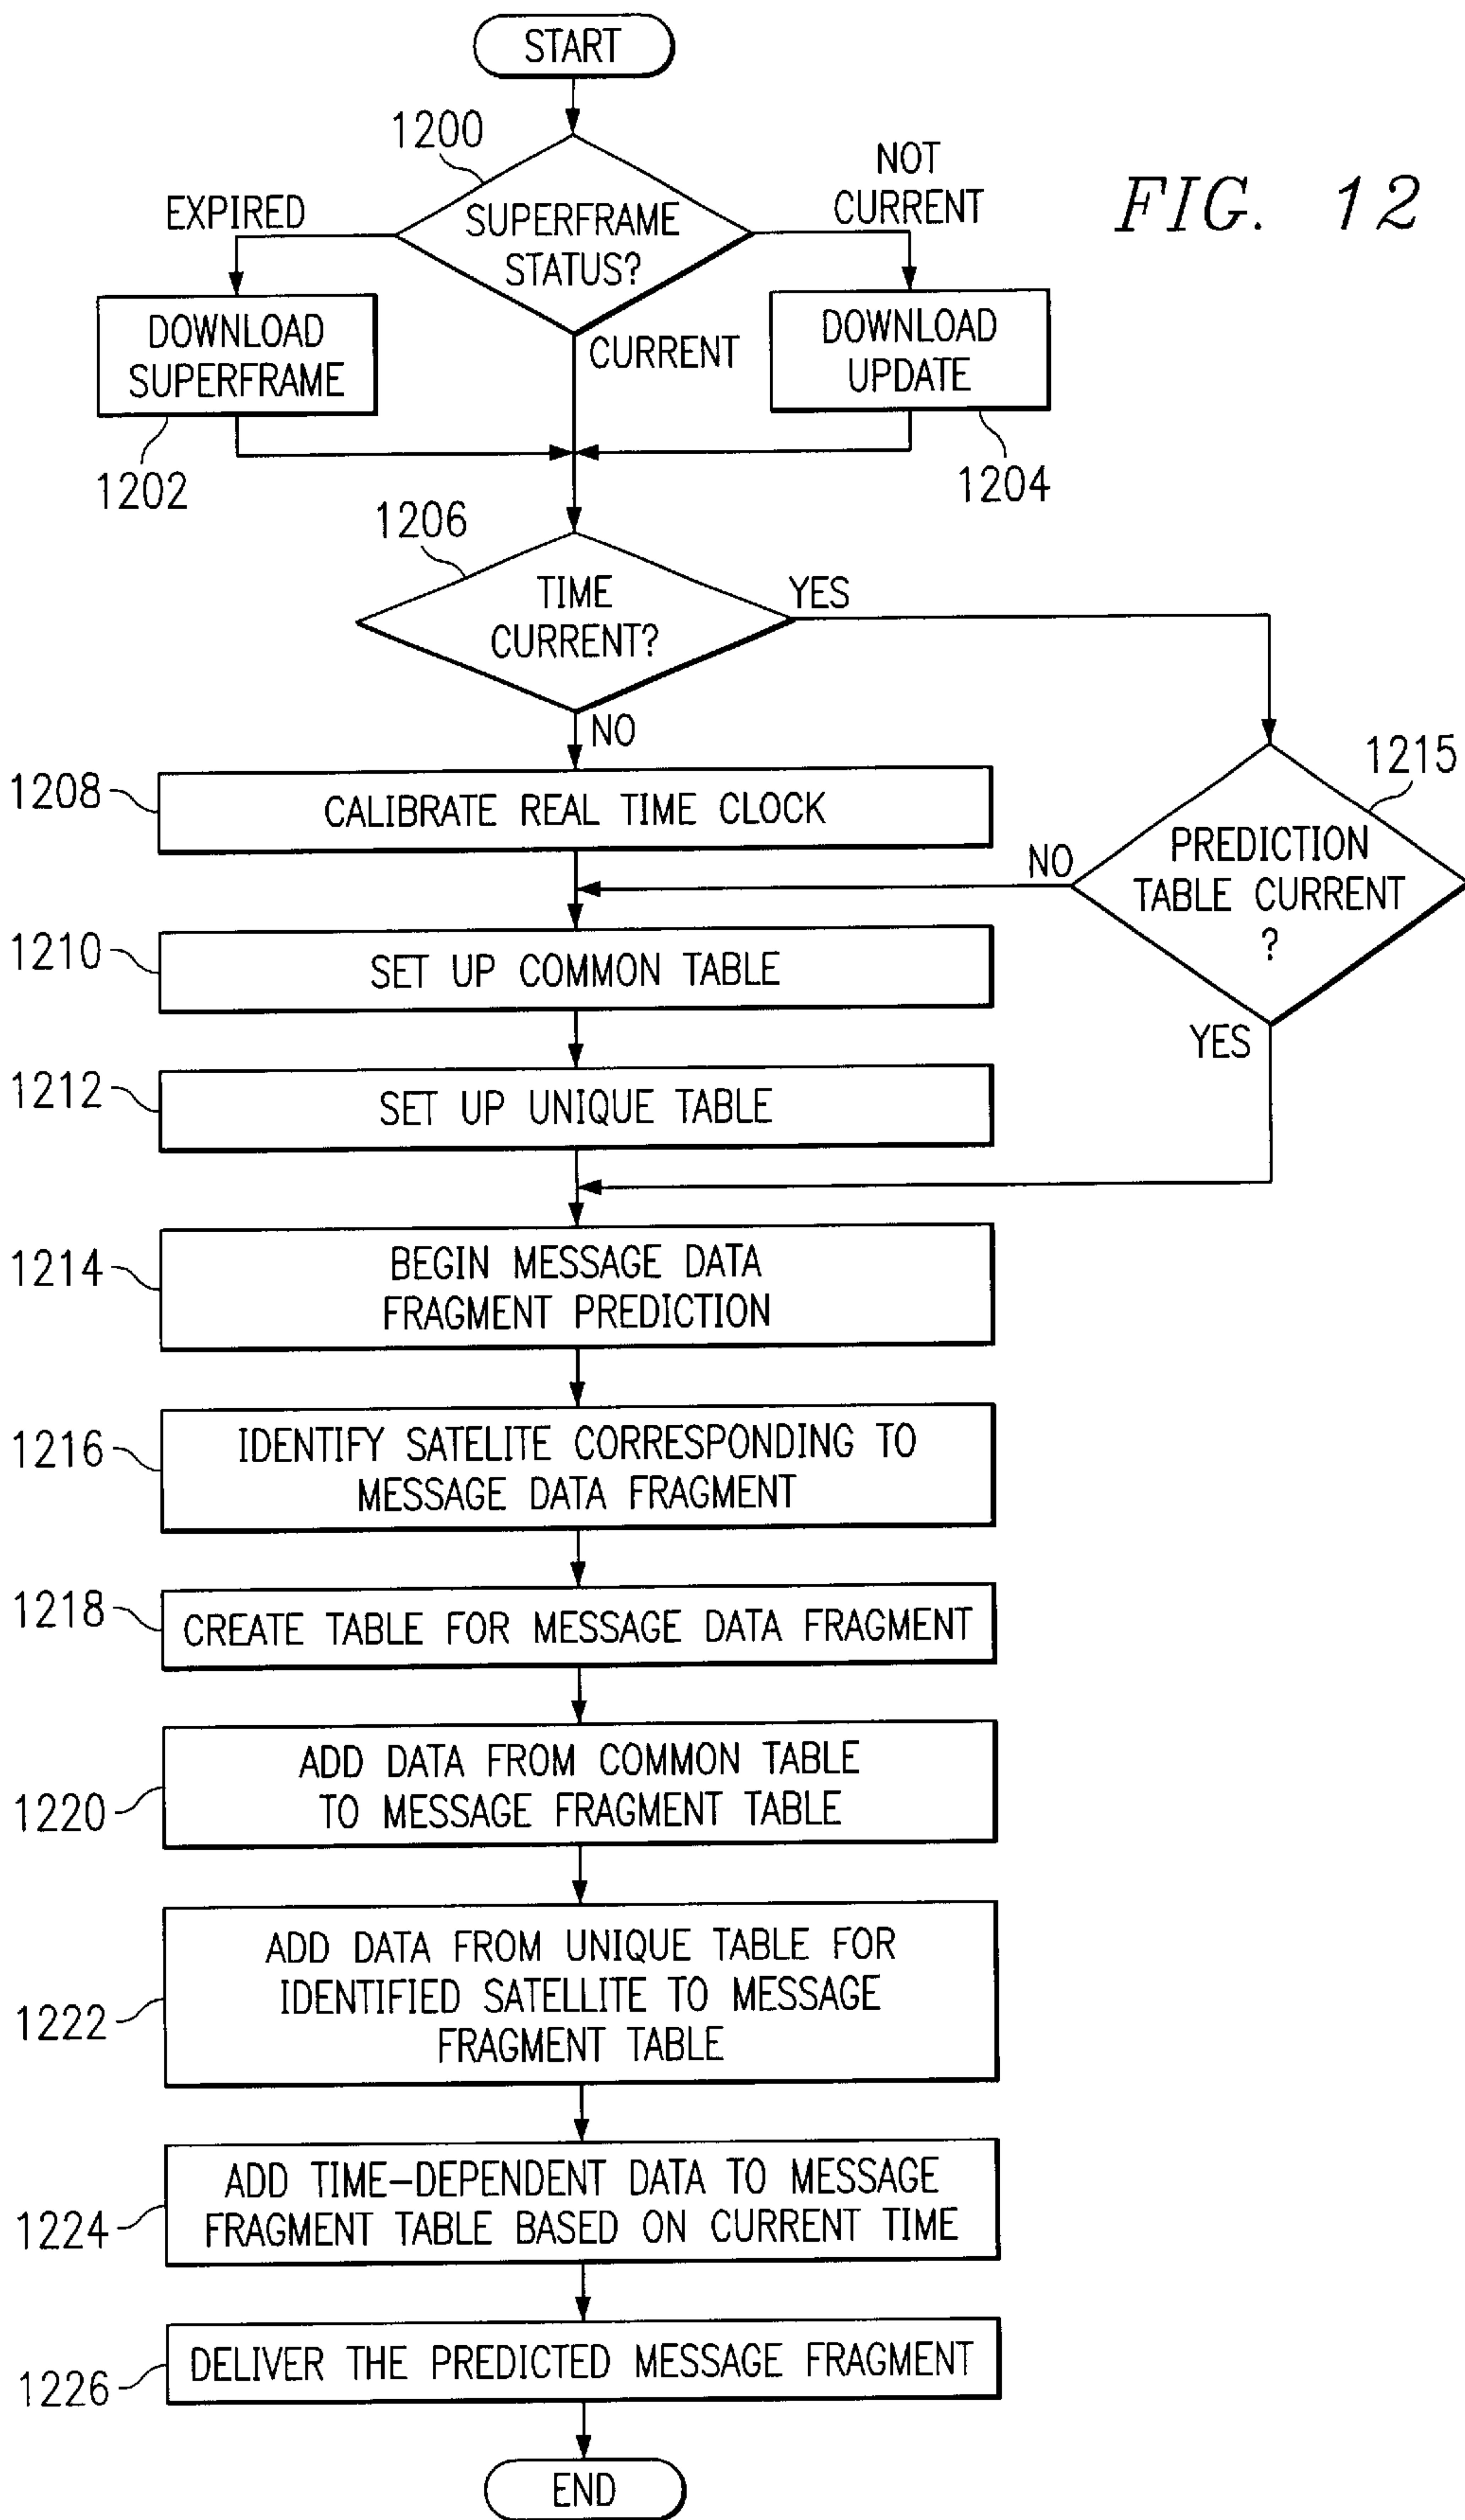 START
1200
NOT
CURRENT
FIG. 12
EXPIRED
SUPERFRAME
STATUS?
DOWNLOAD
SUPERFRAME
CURRENT
DOWNLOAD
UPDATE
1202
1204
1206
TIME
CURRENT?
YES
NO
1215
1208
CALIBRATE REAL TIME CLOCK
NO
PREDICTION
TABLE CURRENT
?
1210
SET UP COMMON TABLE
YES
1212
SET UP UNIQUE TABLE
1214
BEGIN MESSAGE DATA
FRAGMENT PREDICTION
1216
IDENTIFY SATELITE CORRESPONDING TO
MESSAGE DATA FRAGMENT
1218
CREATE TABLE FOR MESSAGE DATA FRAGMENT
1220
ADD DATA FROM COMMON TABLE
TO MESSAGE FRAGMENT TABLE
1222
ADD DATA FROM UNIQUE TABLE FOR
IDENTIFIED SATELLITE TO MESSAGE
FRAGMENT TABLE
1224
ADD TIME-DEPENDENT DATA TO MESSAGE
FRAGMENT TABLE BASED ON CURRENT TIME
1226
DELIVER THE PREDICTED MESSAGE FRAGMENT
END